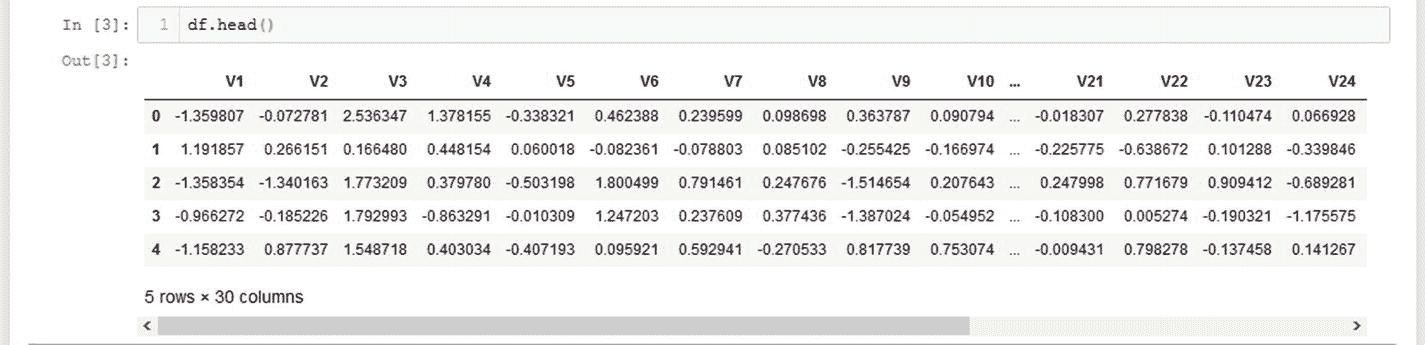 In [3]: 1 df.head()
Out[3]:
V1 V2 V3 V4 V5 V6 V7 V8 V9 V10 ... V21 V22 V23 V24
0 -1.359807 -0.072781 2.536347 1.378155 -0.338321 0.462388 0.239599 0.098698 0.363787 0.090794 ... -0.018307 0.277838 -0.110474 0.066928
1 1.191857 0.266151 0.166480 0.448154 0.060018 -0.082361 -0.078803 0.085102 -0.255425 -0.166974 ... -0.225775 -0.638672 0.101288 -0.339846
2 -1.358354 -1.340163 1.773209 0.379780 -0.503198 1.800499 0.791461 0.247676 -1.514654 0.207643 ... 0.247998 0.771679 0.909412 -0.689281
3 -0.966272 -0.185226 1.792993 -0.863291 -0.010309 1.247203 0.237609 0.377436 -1.387024 -0.054952 ... -0.108300 0.005274 -0.190321 -1.175575
4 -1.158233 0.877737 1.548718 0.403034 -0.407193 0.095921 0.592941 -0.270533 0.817739 0.753074 ... -0.009431 0.798278 -0.137458 0.141267
5 rows × 30 columns